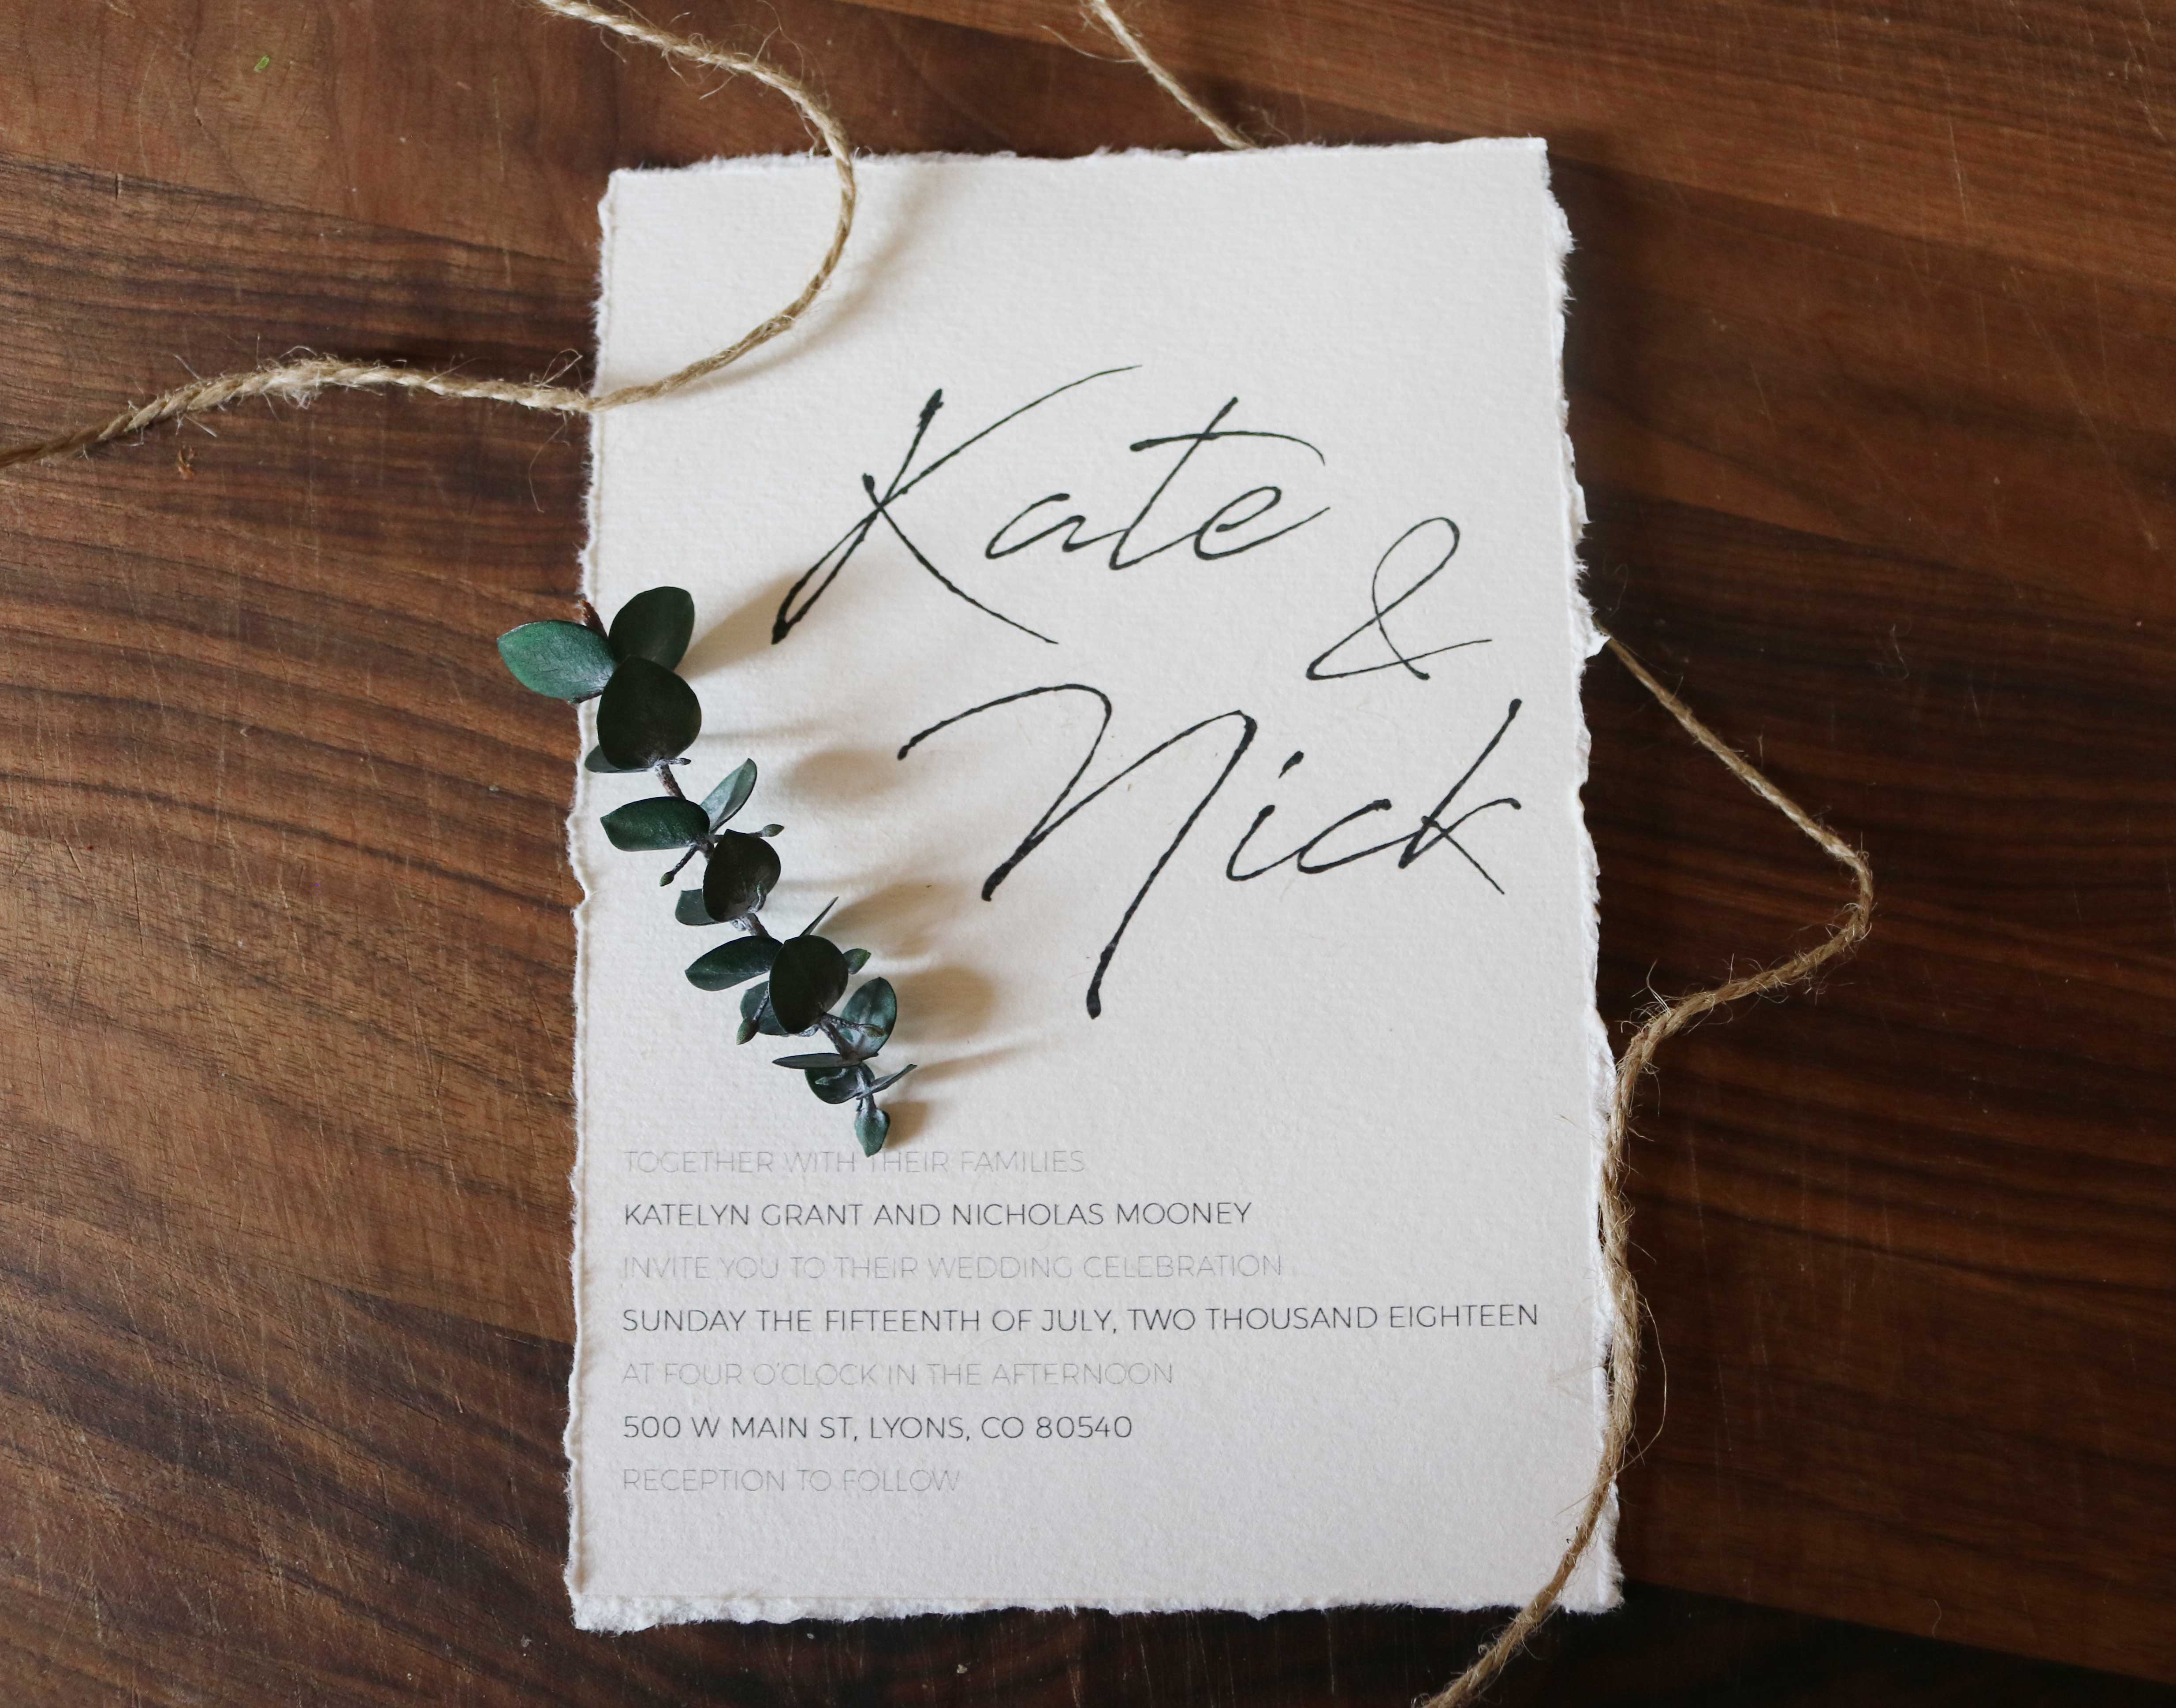 Kate
&
Nick
TOGETHER WITH THEIR FAMILIES
KATELYN GRANT AND NICHOLAS MOONEY
INVITE YOU TO THEIR WEDDING CELEBRATION
SUNDAY THE FIFTEENTH OF JULY, TWO THOUSAND EIGHTEEN
AT FOUR O'CLOCK IN THE AFTERNOON
500 W MAIN ST, LYONS, CO 80540
RECEPTION TO FOLLOW